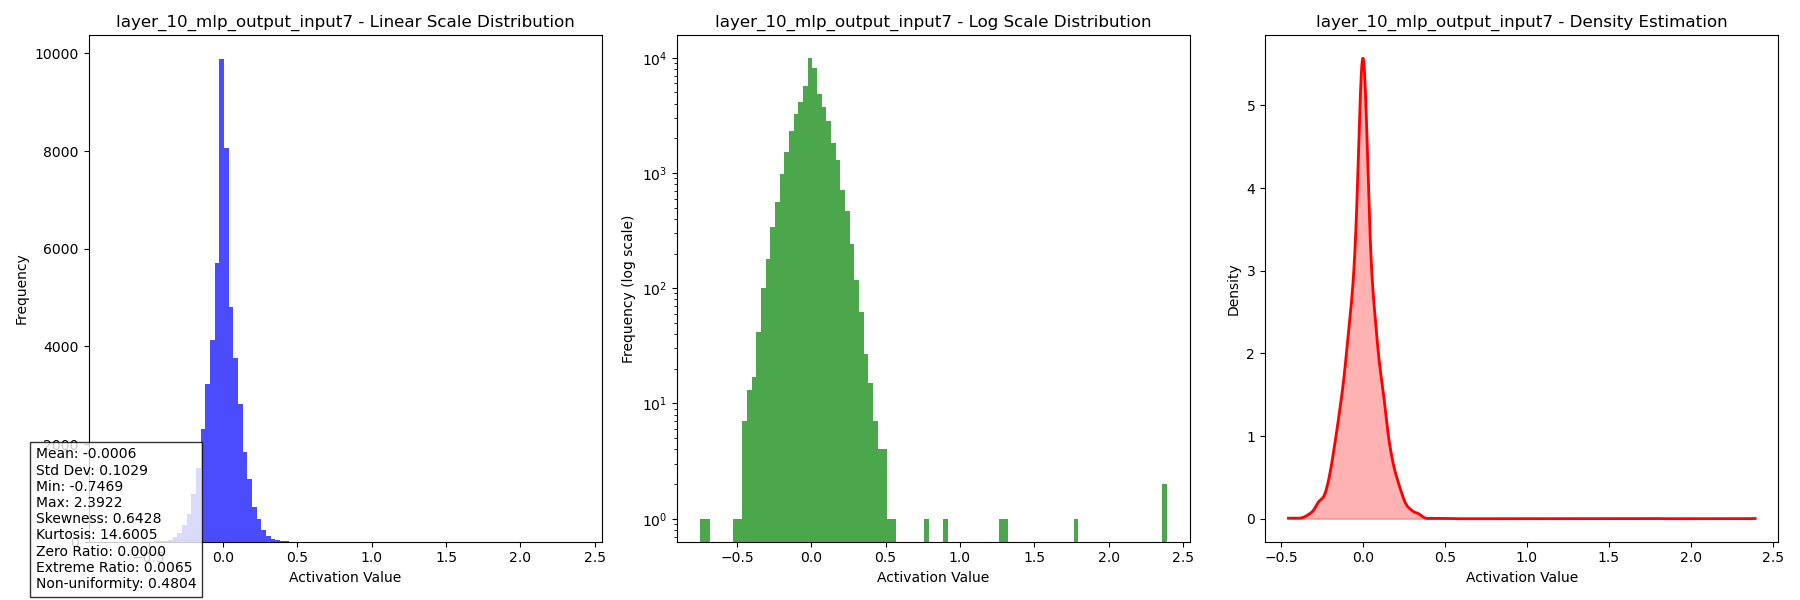 layer_10_mlp_output_input7 - Linear Scale Distribution
10000
8000
6000
4000
2000
0
Frequency
0.0 0.5 1.0 1.5 2.0 2.5
Activation Value
Mean: -0.0006
Std Dev: 0.1029
Min: -0.7469
Max: 2.3922
Skewness: 0.6428
Kurtosis: 14.6005
Zero Ratio: 0.0000
Extreme Ratio: 0.0065
Non-uniformity: 0.4804
layer_10_mlp_output_input7 - Log Scale Distribution
10⁴
10³
10²
10¹
10⁰
Frequency (log scale)
−0.5 0.0 0.5 1.0 1.5 2.0 2.5
Activation Value
layer_10_mlp_output_input7 - Density Estimation
5
4
3
2
1
0
Density
−0.5 0.0 0.5 1.0 1.5 2.0 2.5
Activation Value